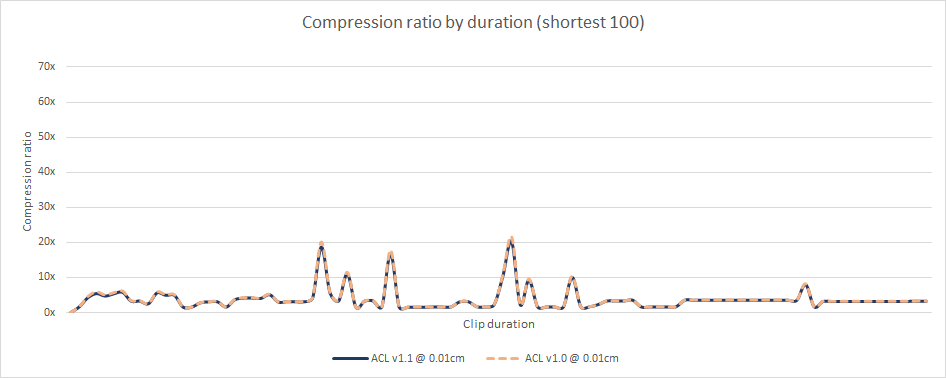 Compression ratio by duration (shortest 100)
70x
60x
50x
40x
30x
20x
10x
0x
Compression ratio
Clip duration
ACL v1.1 @ 0.01cm ACL v1.0 @ 0.01cm